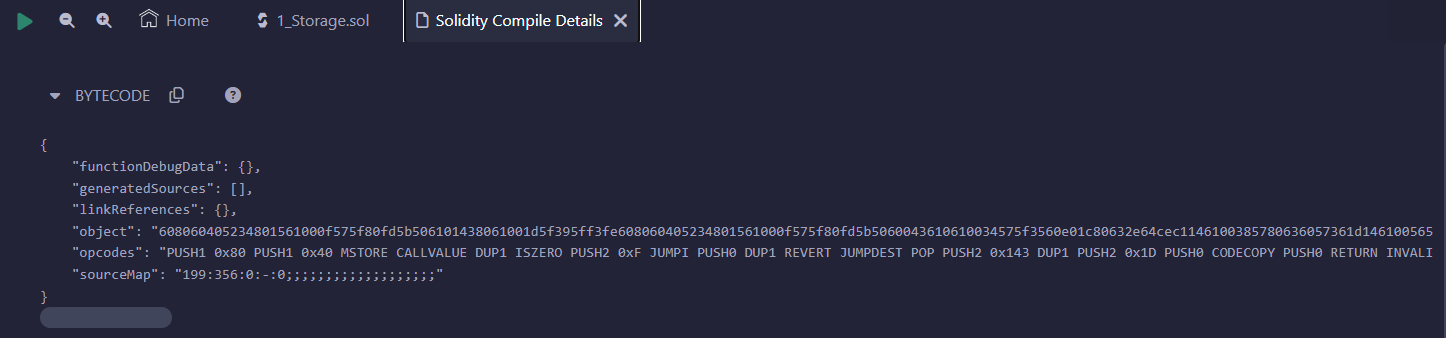 Home 1_Storage.sol Solidity Compile Details
BYTECODE ?
{
"functionDebugData": {},
"generatedSources": [],
"linkReferences": {},
"object": "608060405234801561000f575f80fd5b506101438061001d5f395ff3fe608060405234801561000f575f80fd5b5060043610610034575f3560e01c80632e64cec1146100385780636057361d146100565
"opcodes": "PUSH1 0x80 PUSH1 0x40 MSTORE CALLVALUE DUP1 ISZERO PUSH2 0xF JUMPI PUSH0 DUP1 REVERT JUMPDEST POP PUSH2 0x143 DUP1 PUSH2 0x1D PUSH0 CODECOPY PUSH0 RETURN INVALI
"sourceMap": "199:356:0:-:0;;;;;;;;;;;;;;;;;;;"
}